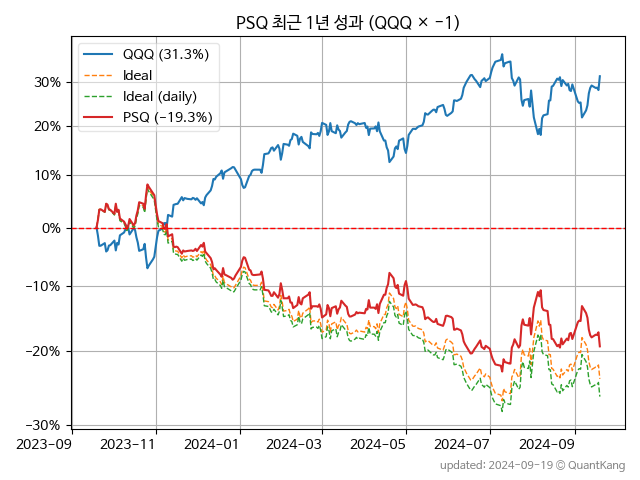 PSQ 최근 1년 성과 (QQQ × −1)
QQQ (31.3%)
Ideal
Ideal (daily)
PSQ (−19.3%)
30%
20%
10%
0%
−10%
−20%
−30%
2023-09 2023-11 2024-01 2024-03 2024-05 2024-07 2024-09
updated: 2024-09-19 © QuantKang